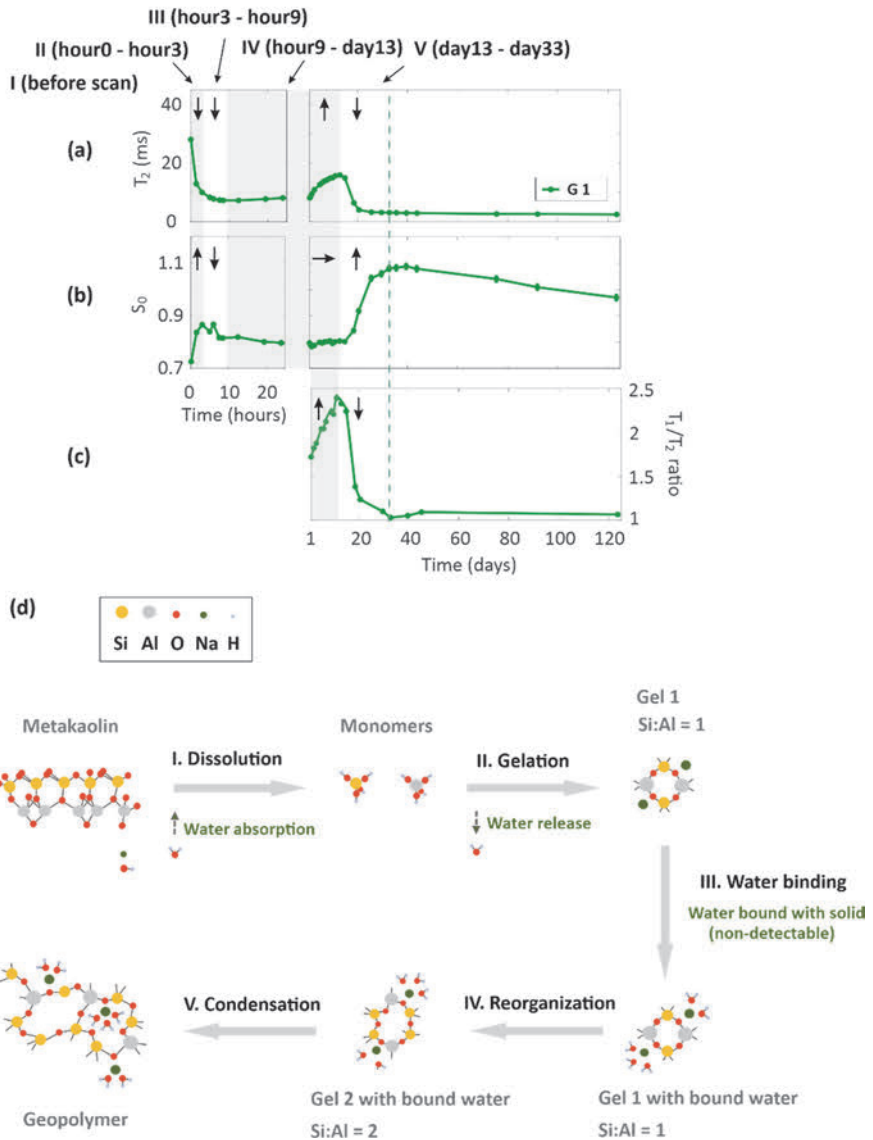 III (hour3 - hour9)
II (hour0 - hour3)
IV (hour9 - day13)
V (day13 - day33)
I (before scan)
(a)
T₂ (ms)
40
20
0
G 1
(b)
S₀
1.1
0.9
0.7
0
10
20
Time (hours)
(c)
2.5
2
1.5
1
T₁/T₂ ratio
1
20
40
60
80
100
120
Time (days)
(d)
Si Al O Na H
Metakaolin
I. Dissolution
Water absorption
Monomers
II. Gelation
Water release
Gel 1
Si:Al = 1
III. Water binding
Water bound with solid
(non-detectable)
V. Condensation
IV. Reorganization
Geopolymer
Gel 2 with bound water
Si:Al = 2
Gel 1 with bound water
Si:Al = 1